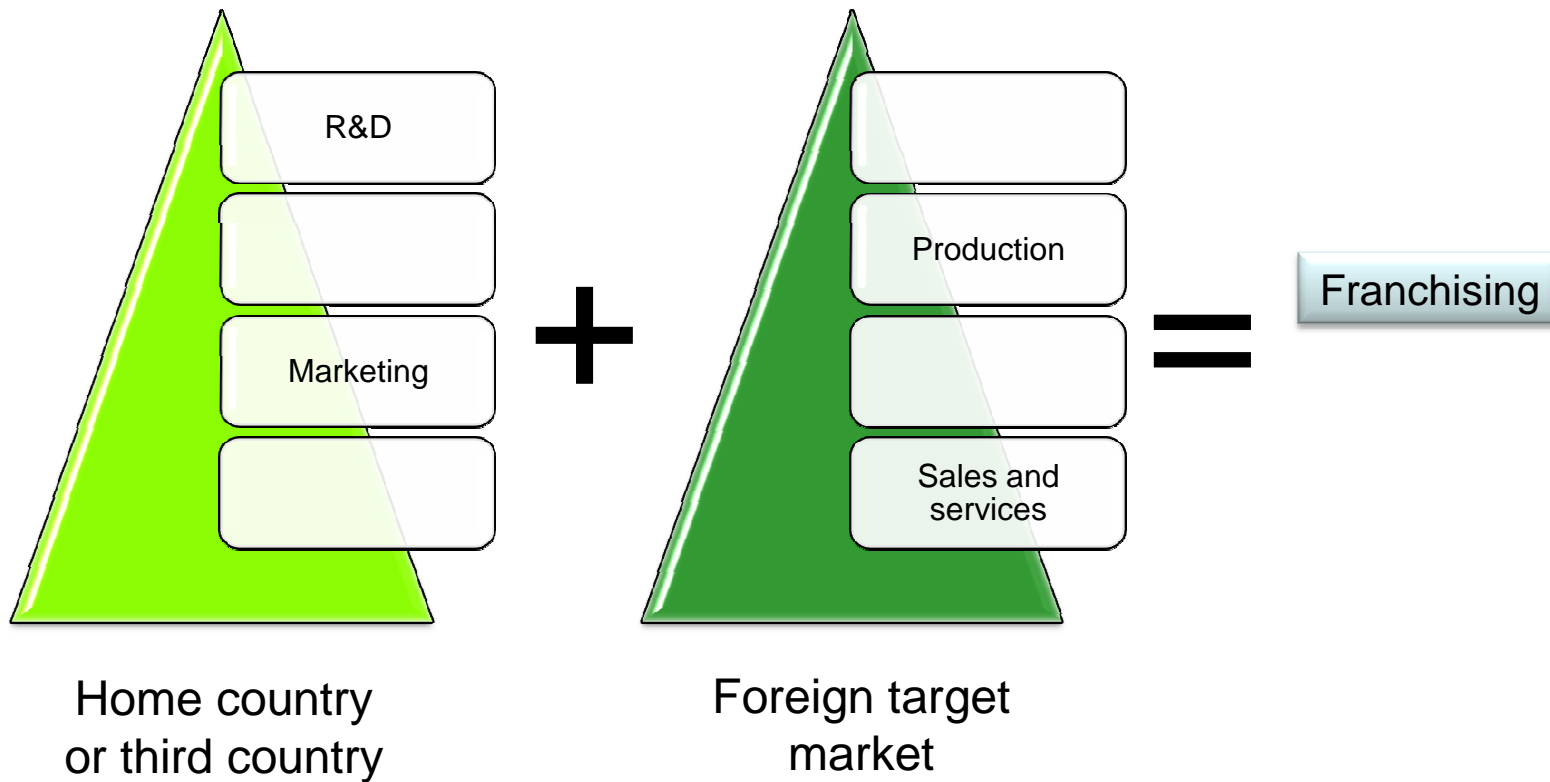 R&D
Marketing
Production
Sales and
services
Franchising
Home country
or third country
Foreign target
market